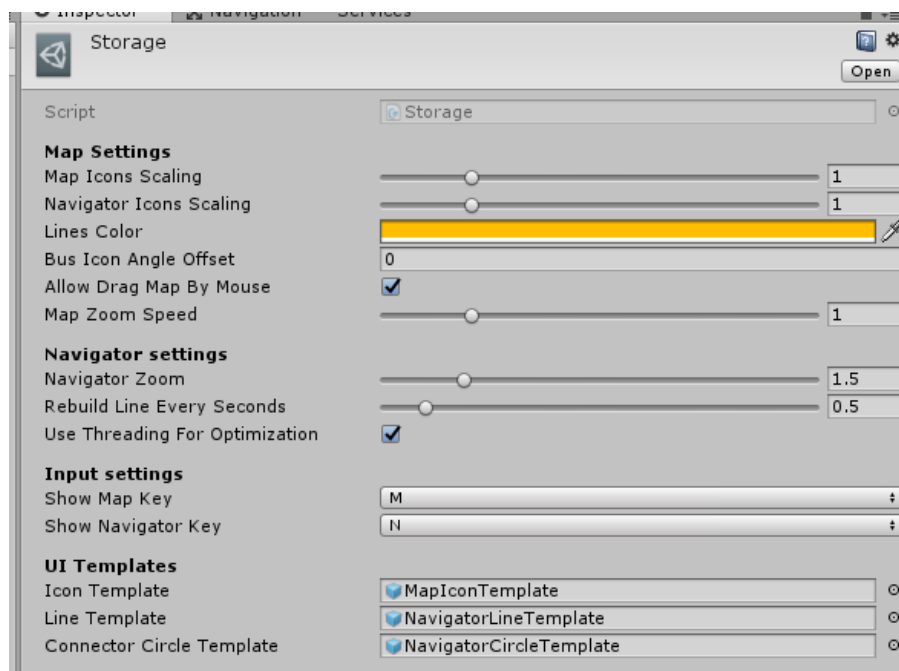 Inspector Navigation Services
Storage
Open
Script Storage
Map Settings
Map Icons Scaling 1
Navigator Icons Scaling 1
Lines Color
Bus Icon Angle Offset 0
Allow Drag Map By Mouse
Map Zoom Speed 1
Navigator settings
Navigator Zoom 1.5
Rebuild Line Every Seconds 0.5
Use Threading For Optimization
Input settings
Show Map Key M
Show Navigator Key N
UI Templates
Icon Template MapIconTemplate
Line Template NavigatorLineTemplate
Connector Circle Template NavigatorCircleTemplate